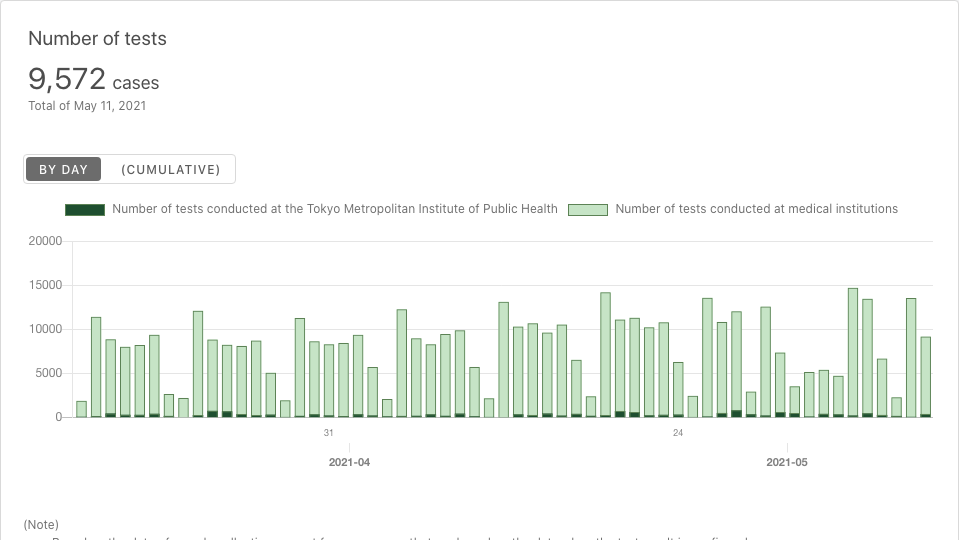 Number of tests
9,572 cases
Total of May 11, 2021
BY DAY (CUMULATIVE)
Number of tests conducted at the Tokyo Metropolitan Institute of Public Health Number of tests conducted at medical institutions
20000
15000
10000
5000
0
31 24
2021-04 2021-05
(Note)